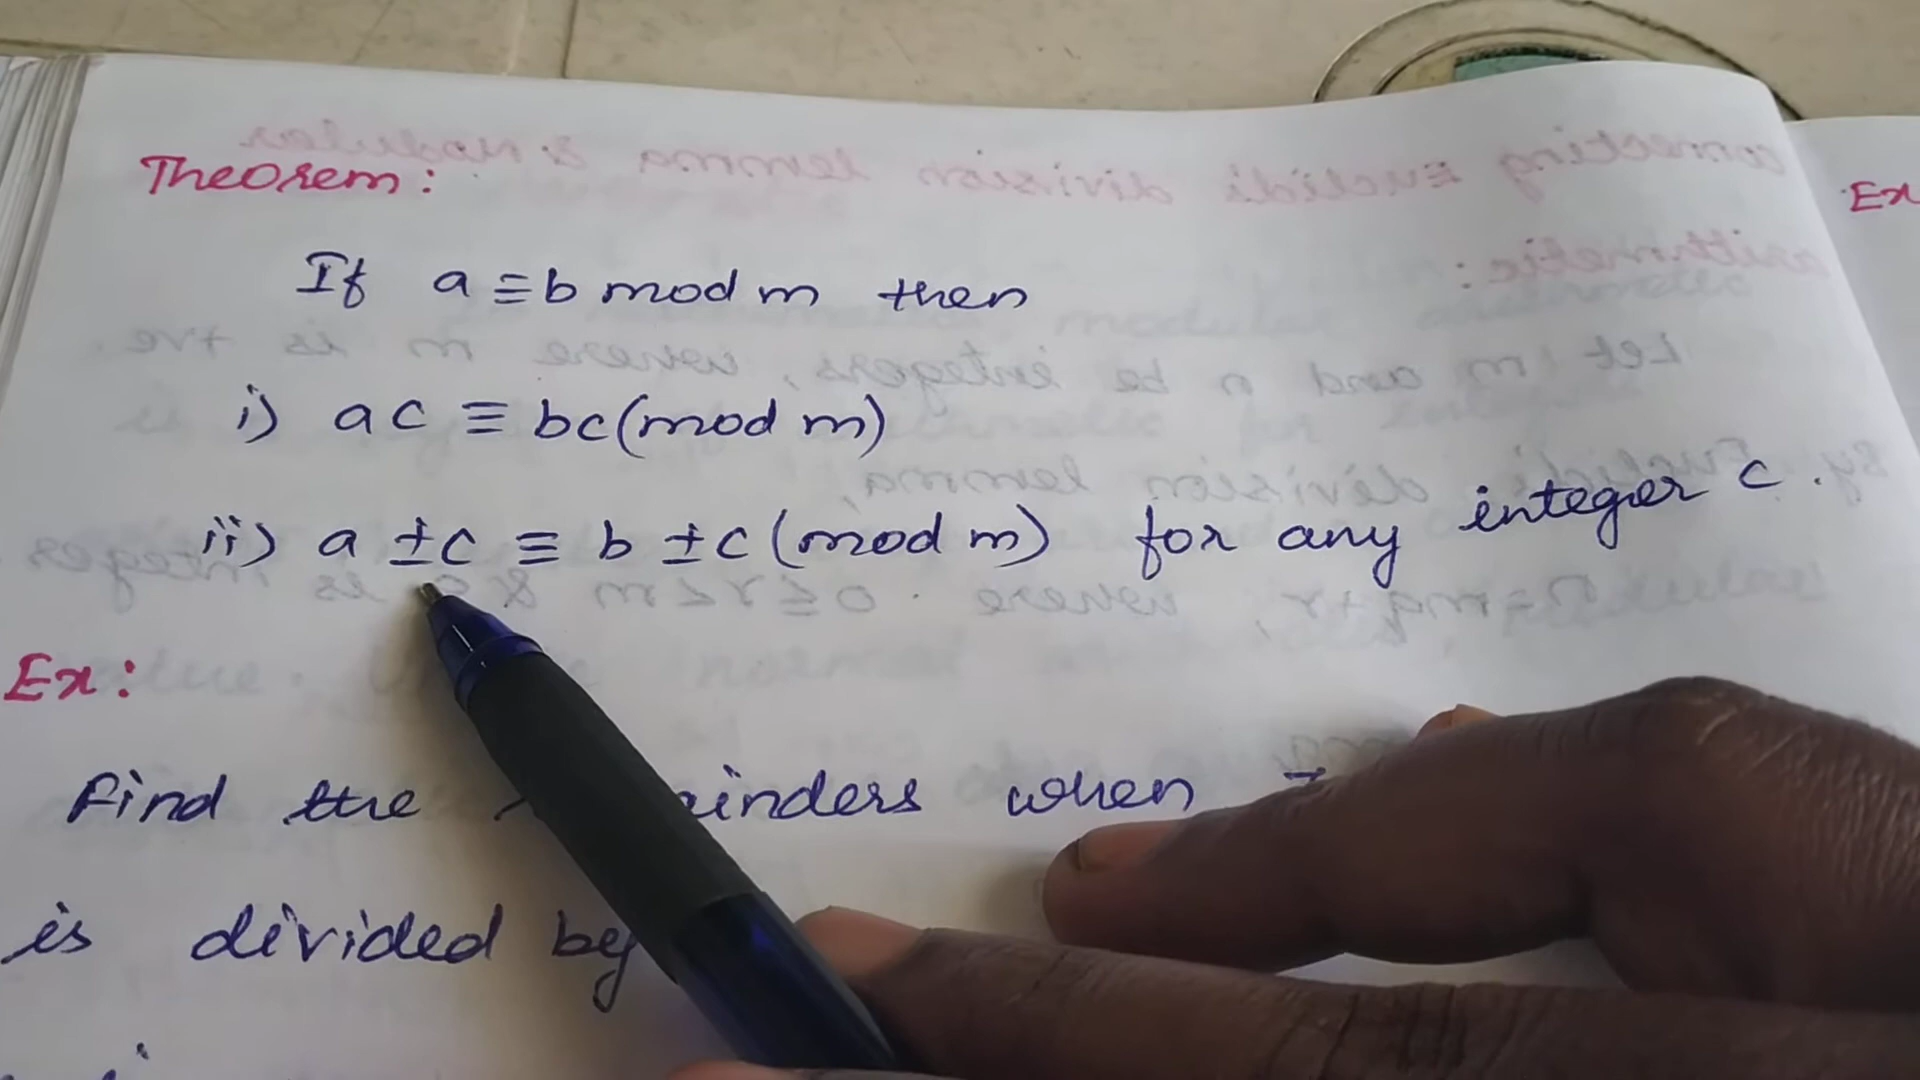 Theorem:
If a ≡ b mod m then
i) ac ≡ bc (mod m)
ii) a ± c ≡ b ± c (mod m) for any integer c.
Ex:
Find the when
is divided by
Ex